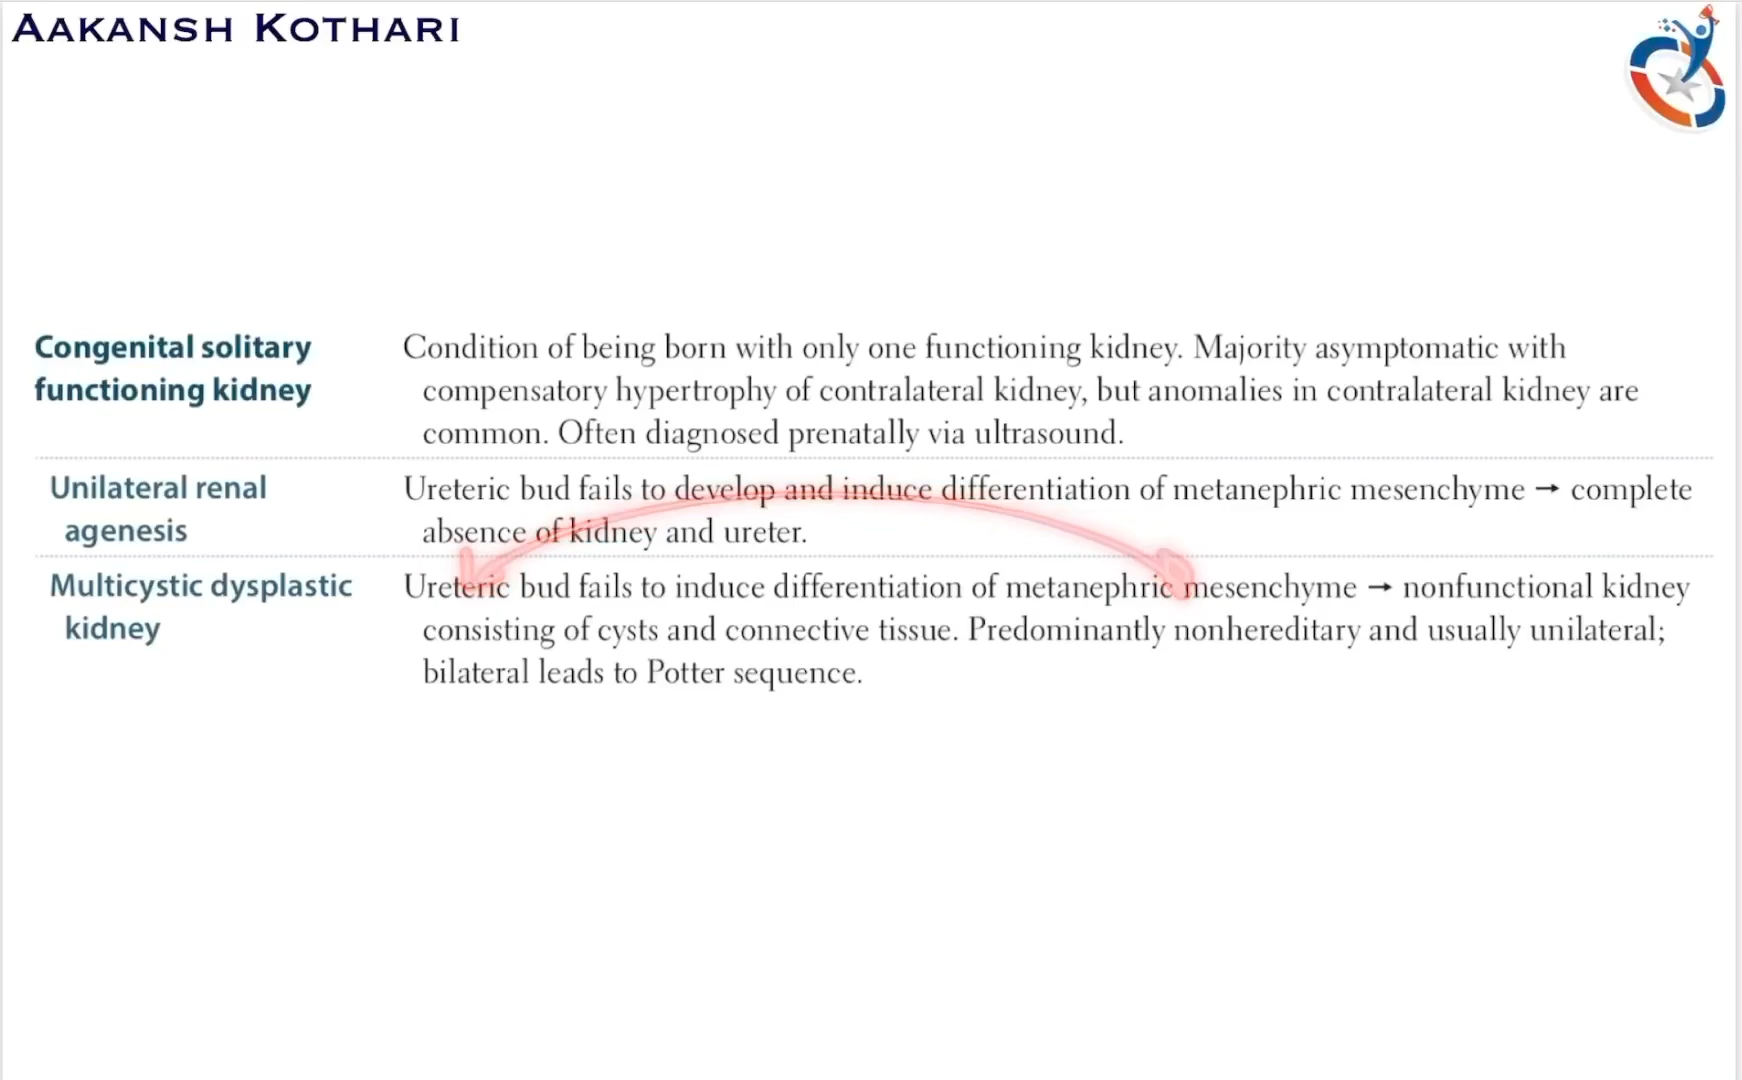 AAKANSH KOTHARI
Congenital solitary
functioning kidney
Condition of being born with only one functioning kidney. Majority asymptomatic with
compensatory hypertrophy of contralateral kidney, but anomalies in contralateral kidney are
common. Often diagnosed prenatally via ultrasound.
Unilateral renal
agenesis
Ureteric bud fails to develop and induce differentiation of metanephric mesenchyme → complete
absence of kidney and ureter.
Multicystic dysplastic
kidney
Ureteric bud fails to induce differentiation of metanephric mesenchyme → nonfunctional kidney
consisting of cysts and connective tissue. Predominantly nonhereditary and usually unilateral;
bilateral leads to Potter sequence.